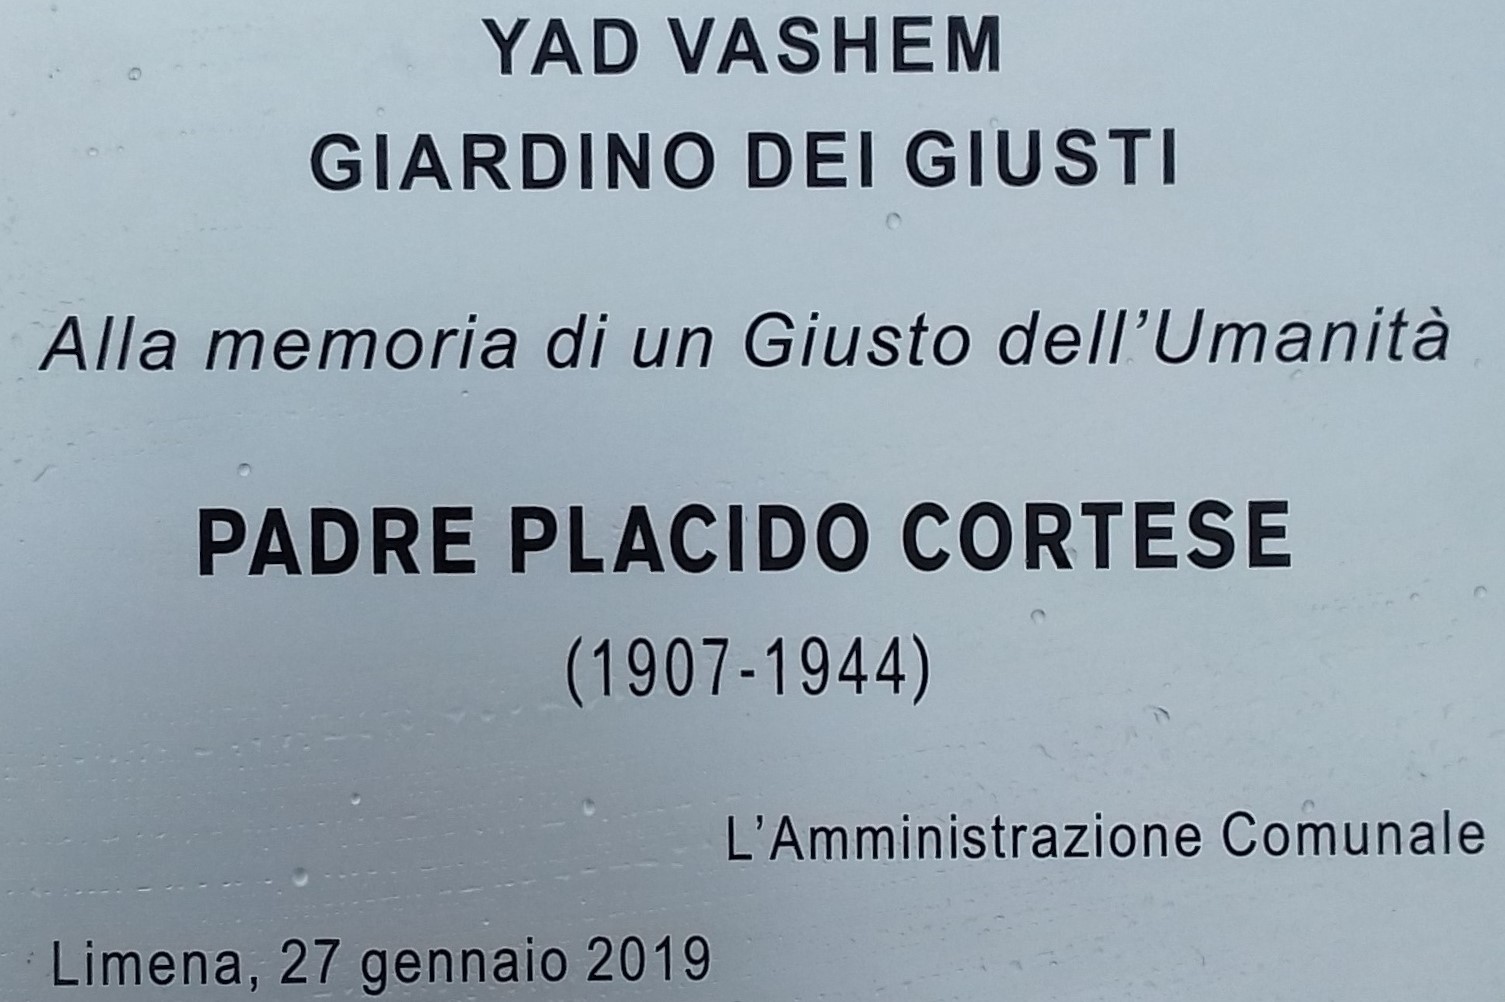 YAD VASHEM
GIARDINO DEI GIUSTI
Alla memoria di un Giusto dell'Umanità
PADRE PLACIDO CORTESE
(1907-1944)
L'Amministrazione Comunale
Limena, 27 gennaio 2019